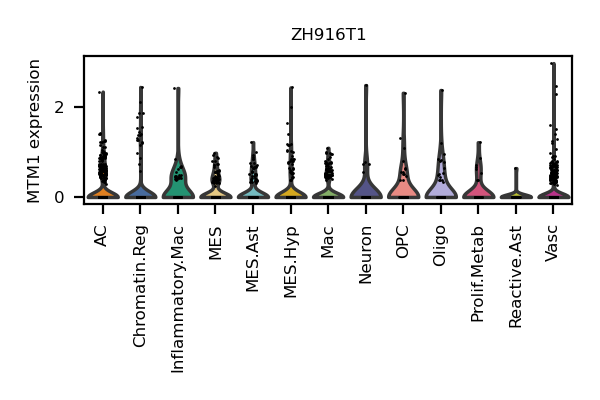 ZH916T1
MTM1 expression
2
0
AC
Chromatin.Reg
Inflammatory.Mac
MES
MES.Ast
MES.Hyp
Mac
Neuron
OPC
Oligo
Prolif.Metab
Reactive.Ast
Vasc